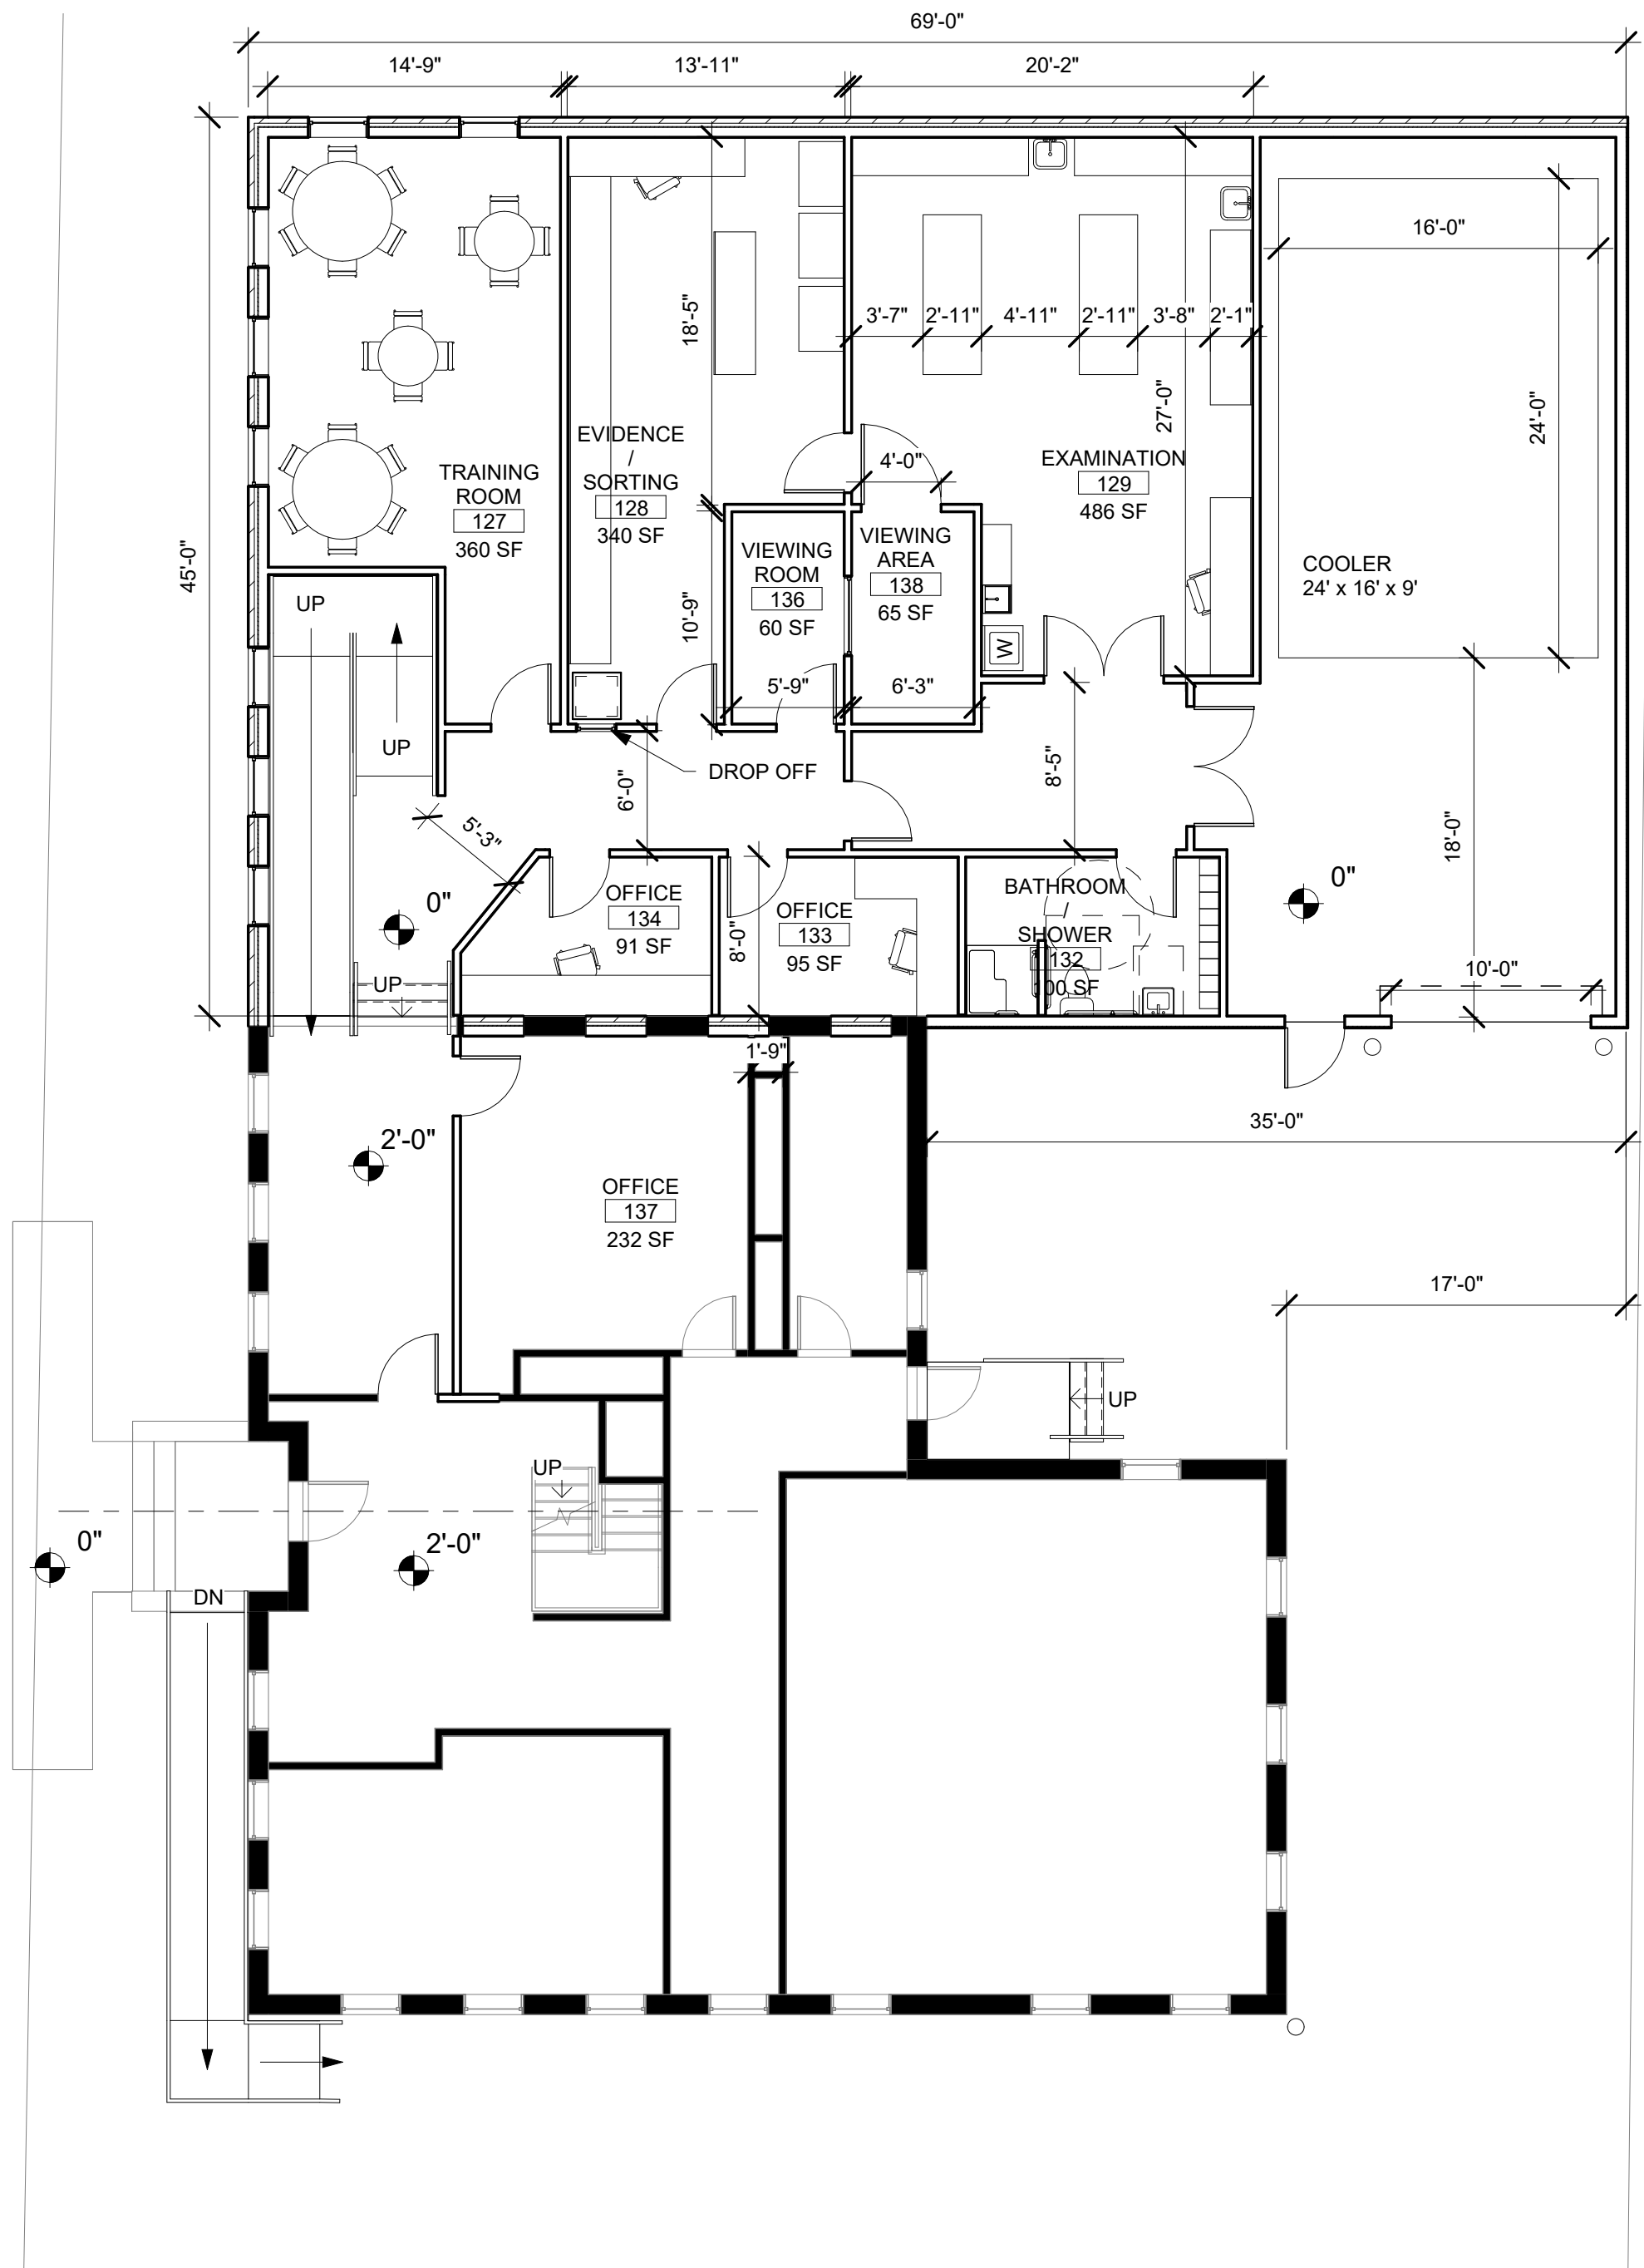 69'-0"
14'-9"
13'-11"
20'-2"
16'-0"
18'-5"
3'-7"
2'-11"
4'-11"
2'-11"
3'-8"
2'-1"
27'-0"
24'-0"
45'-0"
TRAINING
ROOM
127
360 SF
EVIDENCE
/
SORTING
128
340 SF
4'-0"
EXAMINATION
129
486 SF
VIEWING
ROOM
136
60 SF
VIEWING
AREA
138
65 SF
COOLER
24' x 16' x 9'
UP
UP
10'-9"
W
5'-9"
6'-3"
DROP OFF
6'-0"
8'-5"
18'-0"
5'-3"
0"
OFFICE
134
91 SF
8'-0"
OFFICE
133
95 SF
BATHROOM
/
SHOWER
132
100 SF
0"
10'-0"
UP
1'-9"
35'-0"
2'-0"
OFFICE
137
232 SF
17'-0"
UP
UP
0"
2'-0"
DN